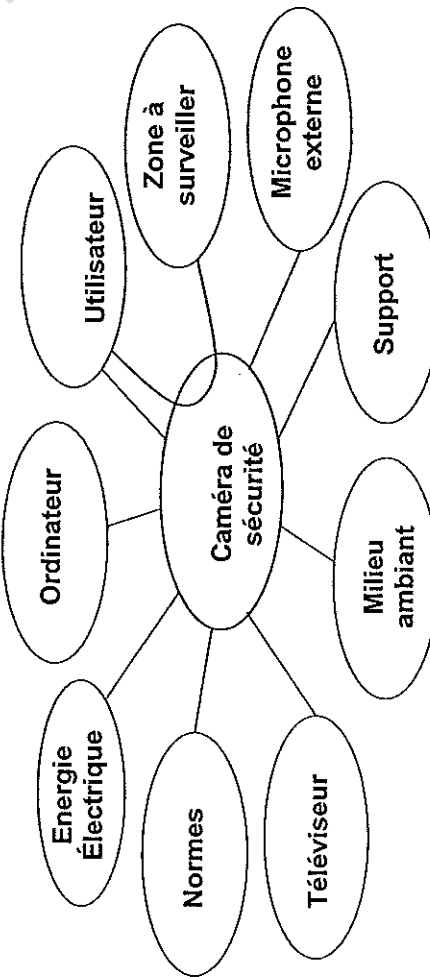 Energie
Électrique
Ordinateur
Utilisateur
Zone à
surveiller
Microphone
externe
Support
Milieu
ambiant
Téléviseur
Normes
Caméra de
sécurité